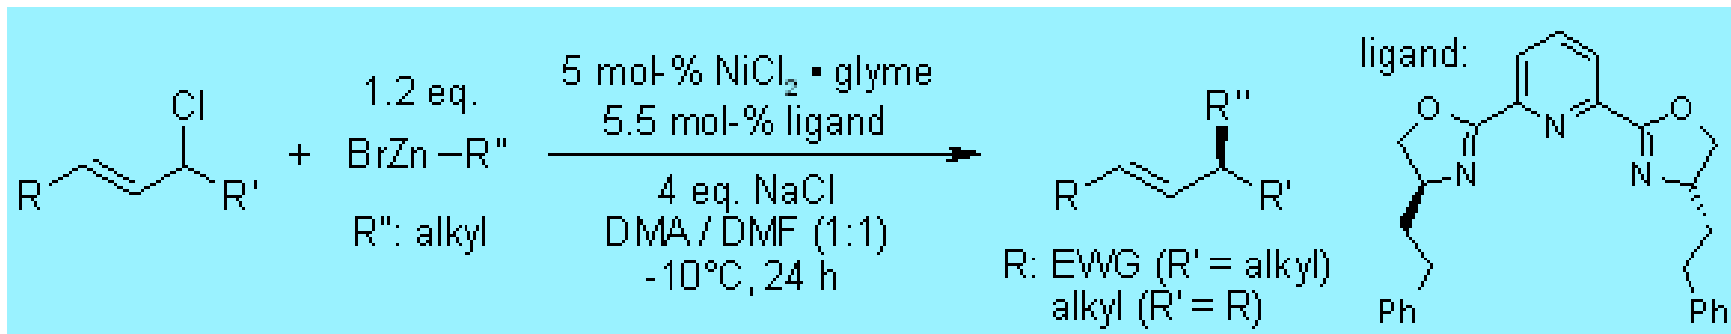 Cl
R
R'
+
1.2 eq.
BrZn–R"
R": alkyl
5 mol-% NiCl₂ ▪ glyme
5.5 mol-% ligand
4 eq. NaCl
DMA / DMF (1:1)
-10°C, 24 h
R"
R
R'
R: EWG (R' = alkyl)
alkyl (R' = R)
ligand:
O
N
O
N
N
Ph
Ph